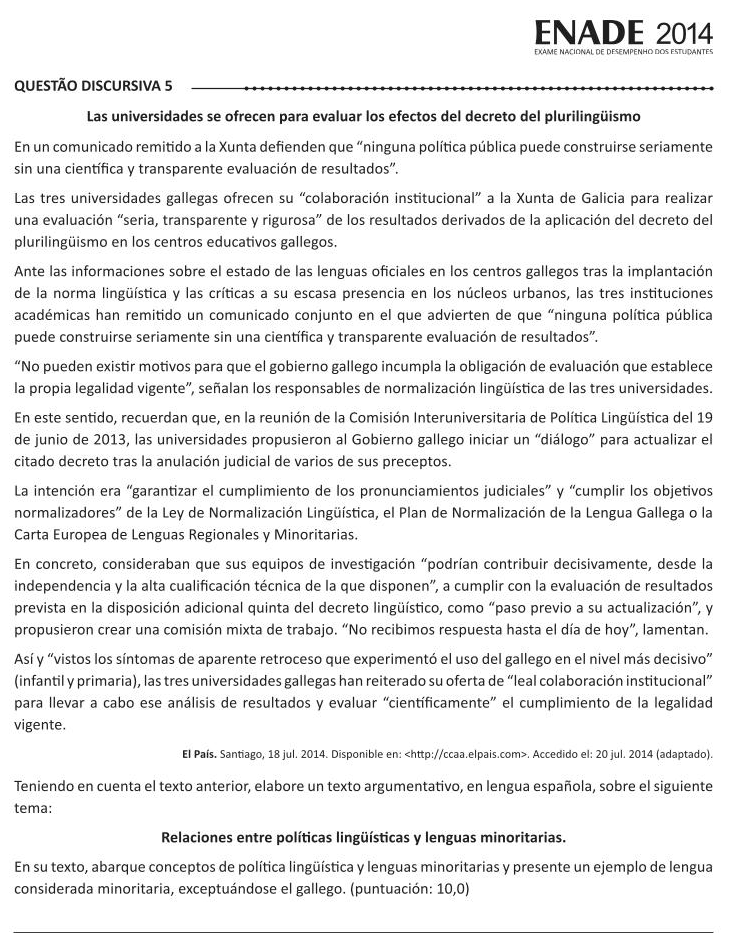 ENADE 2014
EXAME NACIONAL DE DESEMPENHO DOS ESTUDANTES
QUESTÃO DISCURSIVA 5
Las universidades se ofrecen para evaluar los efectos del decreto del plurilingüismo
En un comunicado remitido a la Xunta defienden que “ninguna política pública puede construirse seriamente
sin una científica y transparente evaluación de resultados”.
Las tres universidades gallegas ofrecen su “colaboración institucional” a la Xunta de Galicia para realizar
una evaluación “seria, transparente y rigurosa” de los resultados derivados de la aplicación del decreto del
plurilingüismo en los centros educativos gallegos.
Ante las informaciones sobre el estado de las lenguas oficiales en los centros gallegos tras la implantación
de la norma lingüística y las críticas a su escasa presencia en los núcleos urbanos, las tres instituciones
académicas han remitido un comunicado conjunto en el que advierten de que “ninguna política pública
puede construirse seriamente sin una científica y transparente evaluación de resultados”.
“No pueden existir motivos para que el gobierno gallego incumpla la obligación de evaluación que establece
la propia legalidad vigente”, señalan los responsables de normalización lingüística de las tres universidades.
En este sentido, recuerdan que, en la reunión de la Comisión Interuniversitaria de Política Lingüística del 19
de junio de 2013, las universidades propusieron al Gobierno gallego iniciar un “diálogo” para actualizar el
citado decreto tras la anulación judicial de varios de sus preceptos.
La intención era “garantizar el cumplimiento de los pronunciamientos judiciales” y “cumplir los objetivos
normalizadores” de la Ley de Normalización Lingüística, el Plan de Normalización de la Lengua Gallega o la
Carta Europea de Lenguas Regionales y Minoritarias.
En concreto, consideraban que sus equipos de investigación “podrían contribuir decisivamente, desde la
independencia y la alta cualificación técnica de la que disponen”, a cumplir con la evaluación de resultados
prevista en la disposición adicional quinta del decreto lingüístico, como “paso previo a su actualización”, y
propusieron crear una comisión mixta de trabajo. “No recibimos respuesta hasta el día de hoy”, lamentan.
Así y “vistos los síntomas de aparente retroceso que experimentó el uso del gallego en el nivel más decisivo”
(infantil y primaria), las tres universidades gallegas han reiterado su oferta de “leal colaboración institucional”
para llevar a cabo ese análisis de resultados y evaluar “científicamente” el cumplimiento de la legalidad
vigente.
El País. Santiago, 18 jul. 2014. Disponible en: <http://ccaa.elpais.com>. Accedido el: 20 jul. 2014 (adaptado).
Teniendo en cuenta el texto anterior, elabore un texto argumentativo, en lengua española, sobre el siguiente
tema:
Relaciones entre políticas lingüísticas y lenguas minoritarias.
En su texto, abarque conceptos de política lingüística y lenguas minoritarias y presente un ejemplo de lengua
considerada minoritaria, exceptuándose el gallego. (puntuación: 10,0)